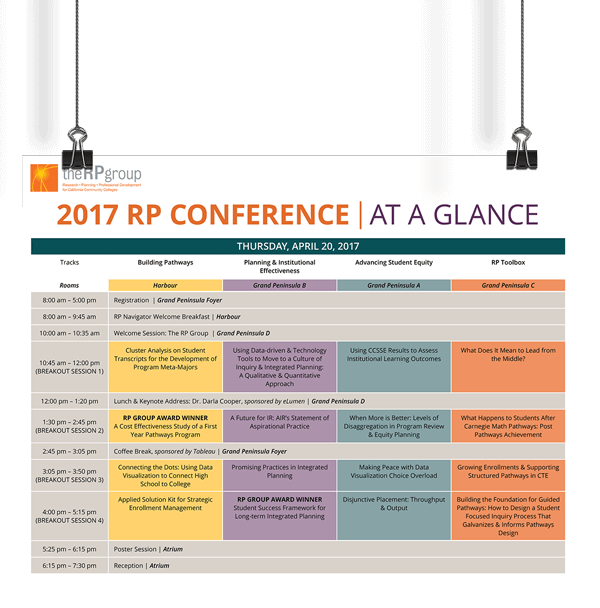 theRPgroup
Research • Planning • Professional Development
for California Community Colleges
2017 RP CONFERENCE | AT A GLANCE
THURSDAY, APRIL 20, 2017
Tracks
Building Pathways
Planning & Institutional
Effectiveness
Advancing Student Equity
RP Toolbox
Rooms
Harbour
Grand Peninsula B
Grand Peninsula A
Grand Peninsula C
8:00 am – 5:00 pm
Registration | Grand Peninsula Foyer
8:00 am – 9:45 am
RP Navigator Welcome Breakfast | Harbour
10:00 am – 10:35 am
Welcome Session: The RP Group | Grand Peninsula D
10:45 am – 12:00 pm
(BREAKOUT SESSION 1)
Cluster Analysis on Student
Transcripts for the Development of
Program Meta-Majors
Using Data-driven & Technology
Tools to Move to a Culture of
Inquiry & Integrated Planning:
A Qualitative & Quantitative
Approach
Using CCSSE Results to Assess
Institutional Learning Outcomes
What Does It Mean to Lead from
the Middle?
12:00 pm – 1:20 pm
Lunch & Keynote Address: Dr. Darla Cooper, sponsored by eLumen | Grand Peninsula D
1:30 pm – 2:45 pm
(BREAKOUT SESSION 2)
RP GROUP AWARD WINNER
A Cost Effectiveness Study of a First
Year Pathways Program
A Future for IR: AIR's Statement of
Aspirational Practice
When More is Better: Levels of
Disaggregation in Program Review
& Equity Planning
What Happens to Students After
Carnegie Math Pathways: Post
Pathways Achievement
2:45 pm – 3:05 pm
Coffee Break, sponsored by Tableau | Grand Peninsula Foyer
3:05 pm – 3:50 pm
(BREAKOUT SESSION 3)
Connecting the Dots: Using Data
Visualization to Connect High
School to College
Promising Practices in Integrated
Planning
Making Peace with Data
Visualization Choice Overload
Growing Enrollments & Supporting
Structured Pathways in CTE
4:00 pm – 5:15 pm
(BREAKOUT SESSION 4)
Applied Solution Kit for Strategic
Enrollment Management
RP GROUP AWARD WINNER
Student Success Framework for
Long-term Integrated Planning
Disjunctive Placement: Throughput
& Output
Building the Foundation for Guided
Pathways: How to Design a Student
Focused Inquiry Process That
Galvanizes & Informs Pathways
Design
5:25 pm – 6:15 pm
Poster Session | Atrium
6:15 pm – 7:30 pm
Reception | Atrium